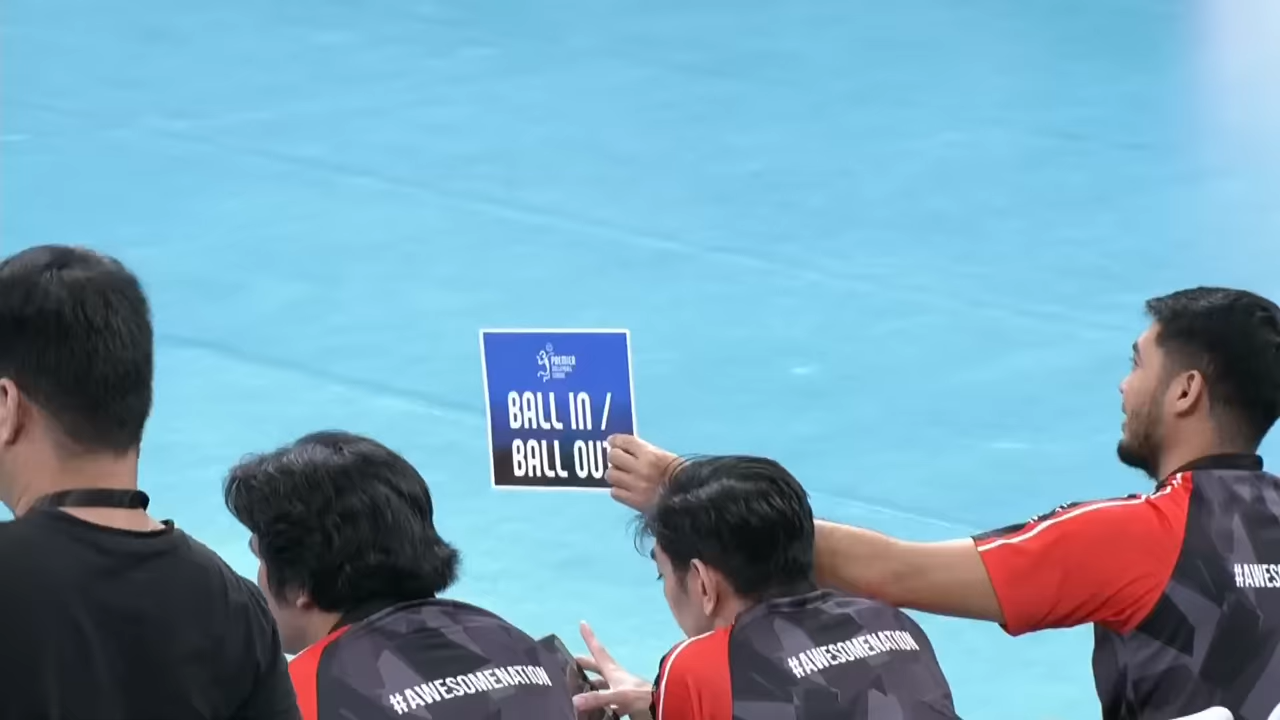 PREMIER
VOLLEYBALL
LEAGUE
BALL IN /
BALL OUT
#AWESOMENATION
#AWESOMENATION
#AWES